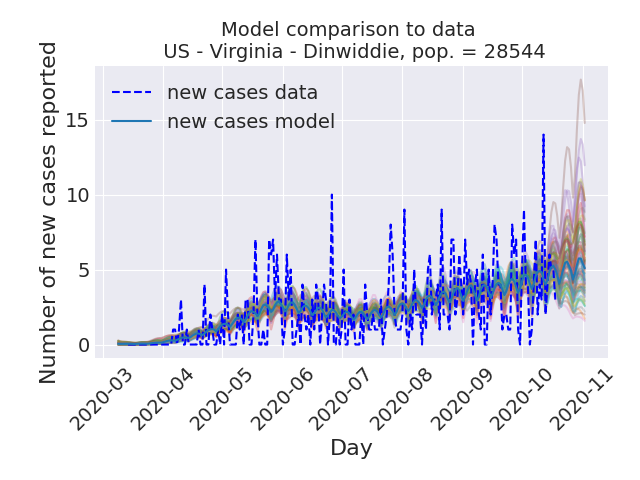 Model comparison to data
US - Virginia - Dinwiddie, pop. = 28544
Number of new cases reported
new cases data
new cases model
15
10
5
0
2020-03
2020-04
2020-05
2020-06
2020-07
2020-08
2020-09
2020-10
2020-11
Day